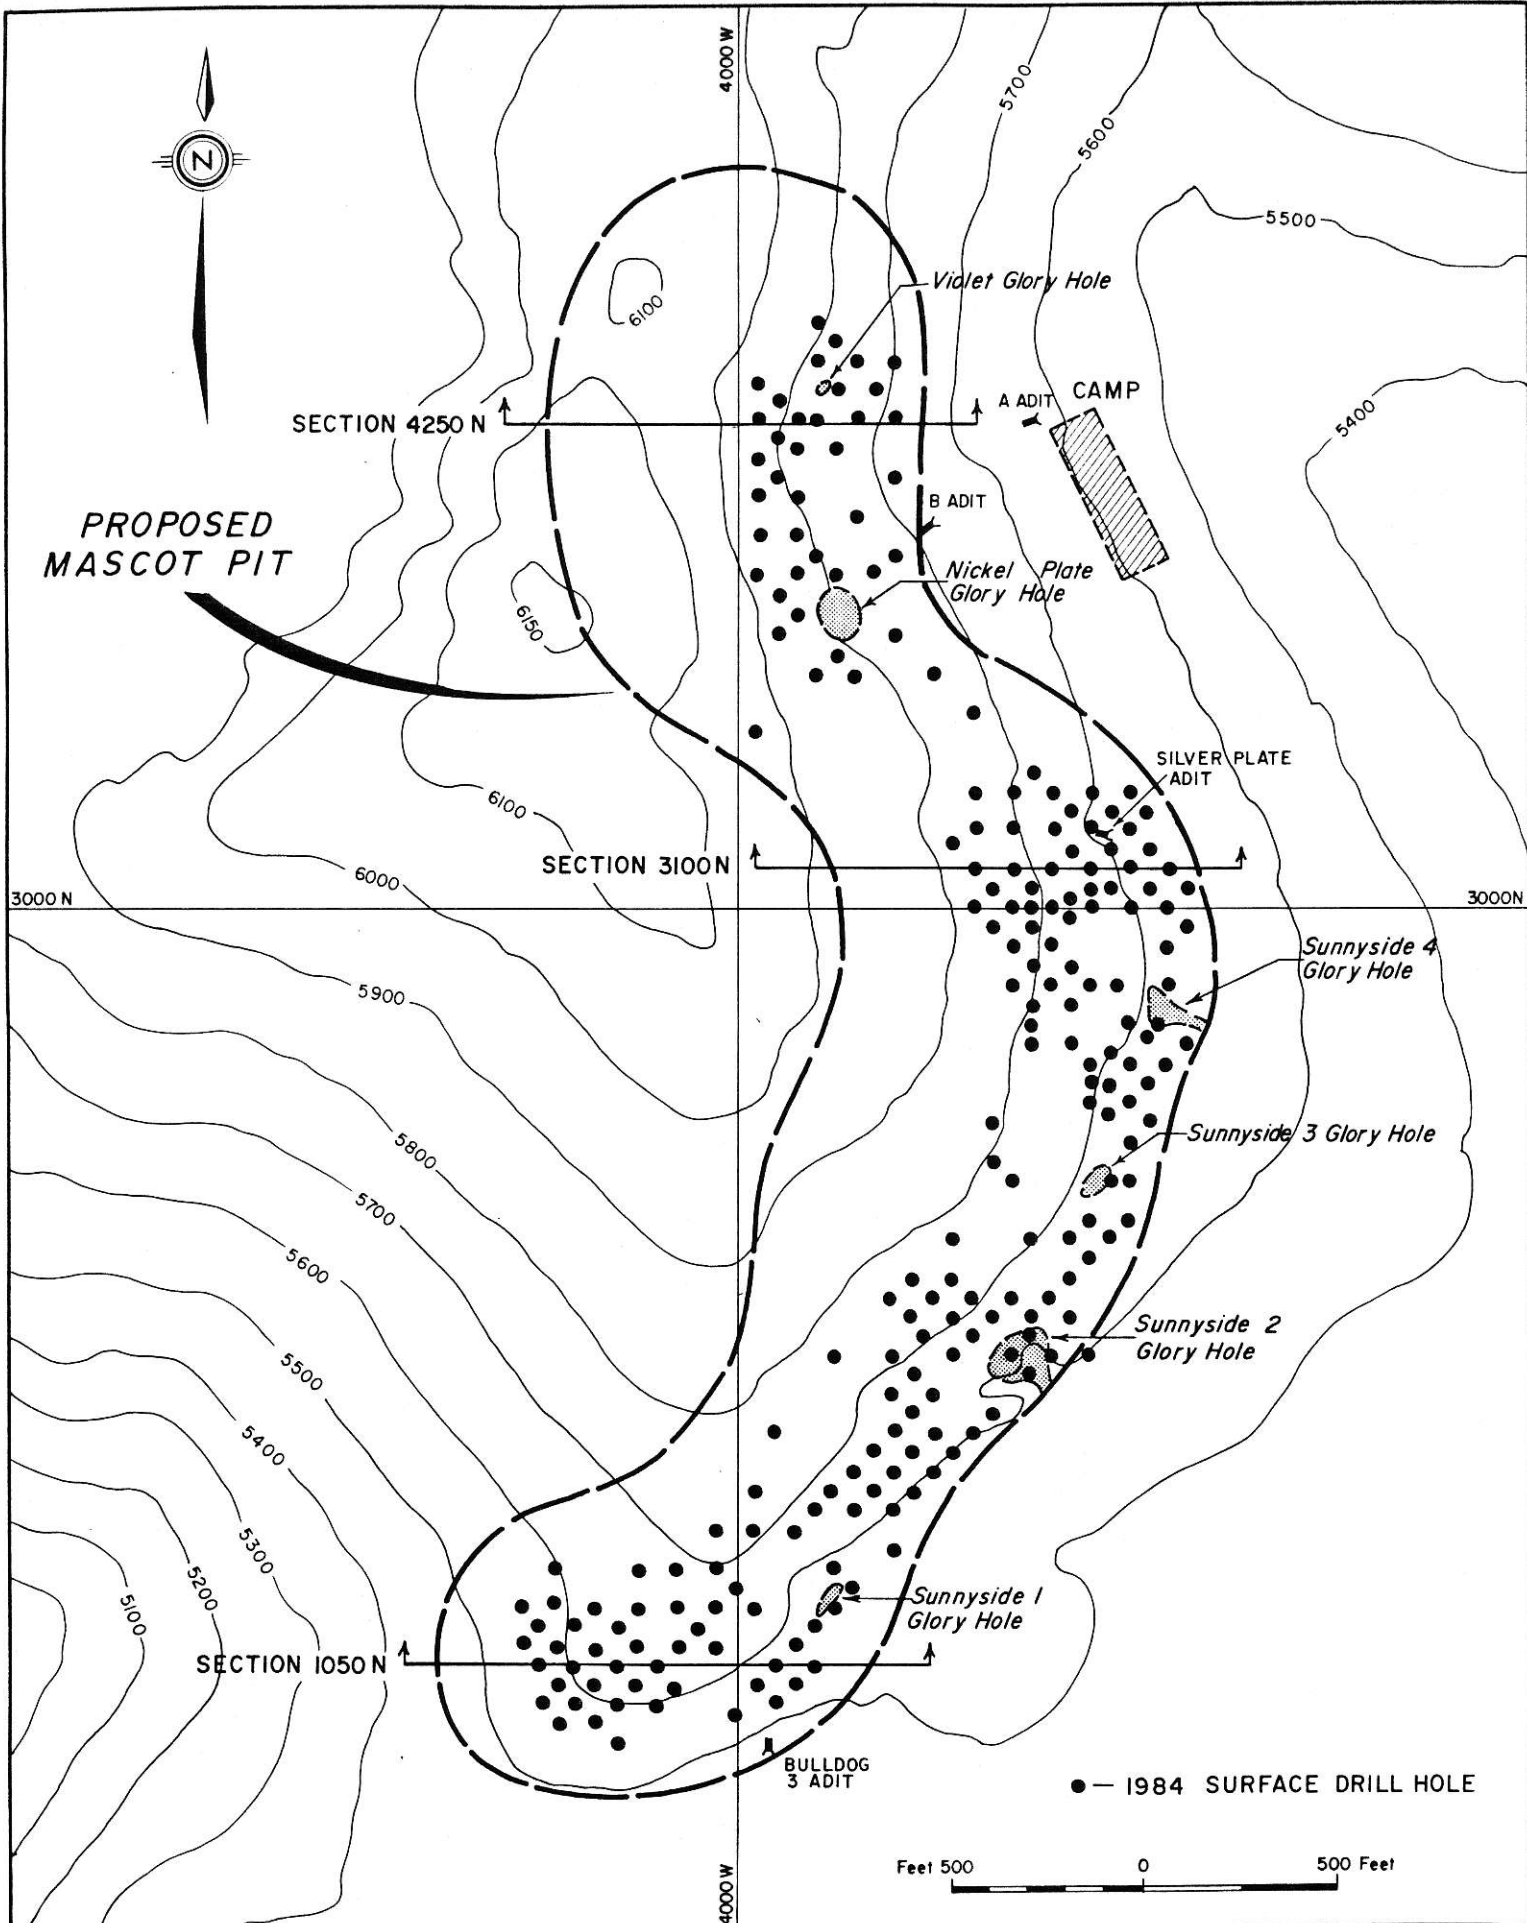 4000 W
5700
5600
N
5500
Violet Glory Hole
6100
A ADIT
CAMP
5400
SECTION 4250 N
B ADIT
PROPOSED
MASCOT PIT
Nickel Plate
Glory Hole
6150
SILVER PLATE
ADIT
6100
SECTION 3100 N
6000
3000 N
3000N
Sunnyside 4
Glory Hole
5900
Sunnyside 3 Glory Hole
5800
5700
5600
Sunnyside 2
Glory Hole
5500
5400
5300
5200
5100
Sunnyside 1
Glory Hole
SECTION 1050 N
BULLDOG
3 ADIT
— 1984 SURFACE DRILL HOLE
4000 W
Feet 500 0 500 Feet